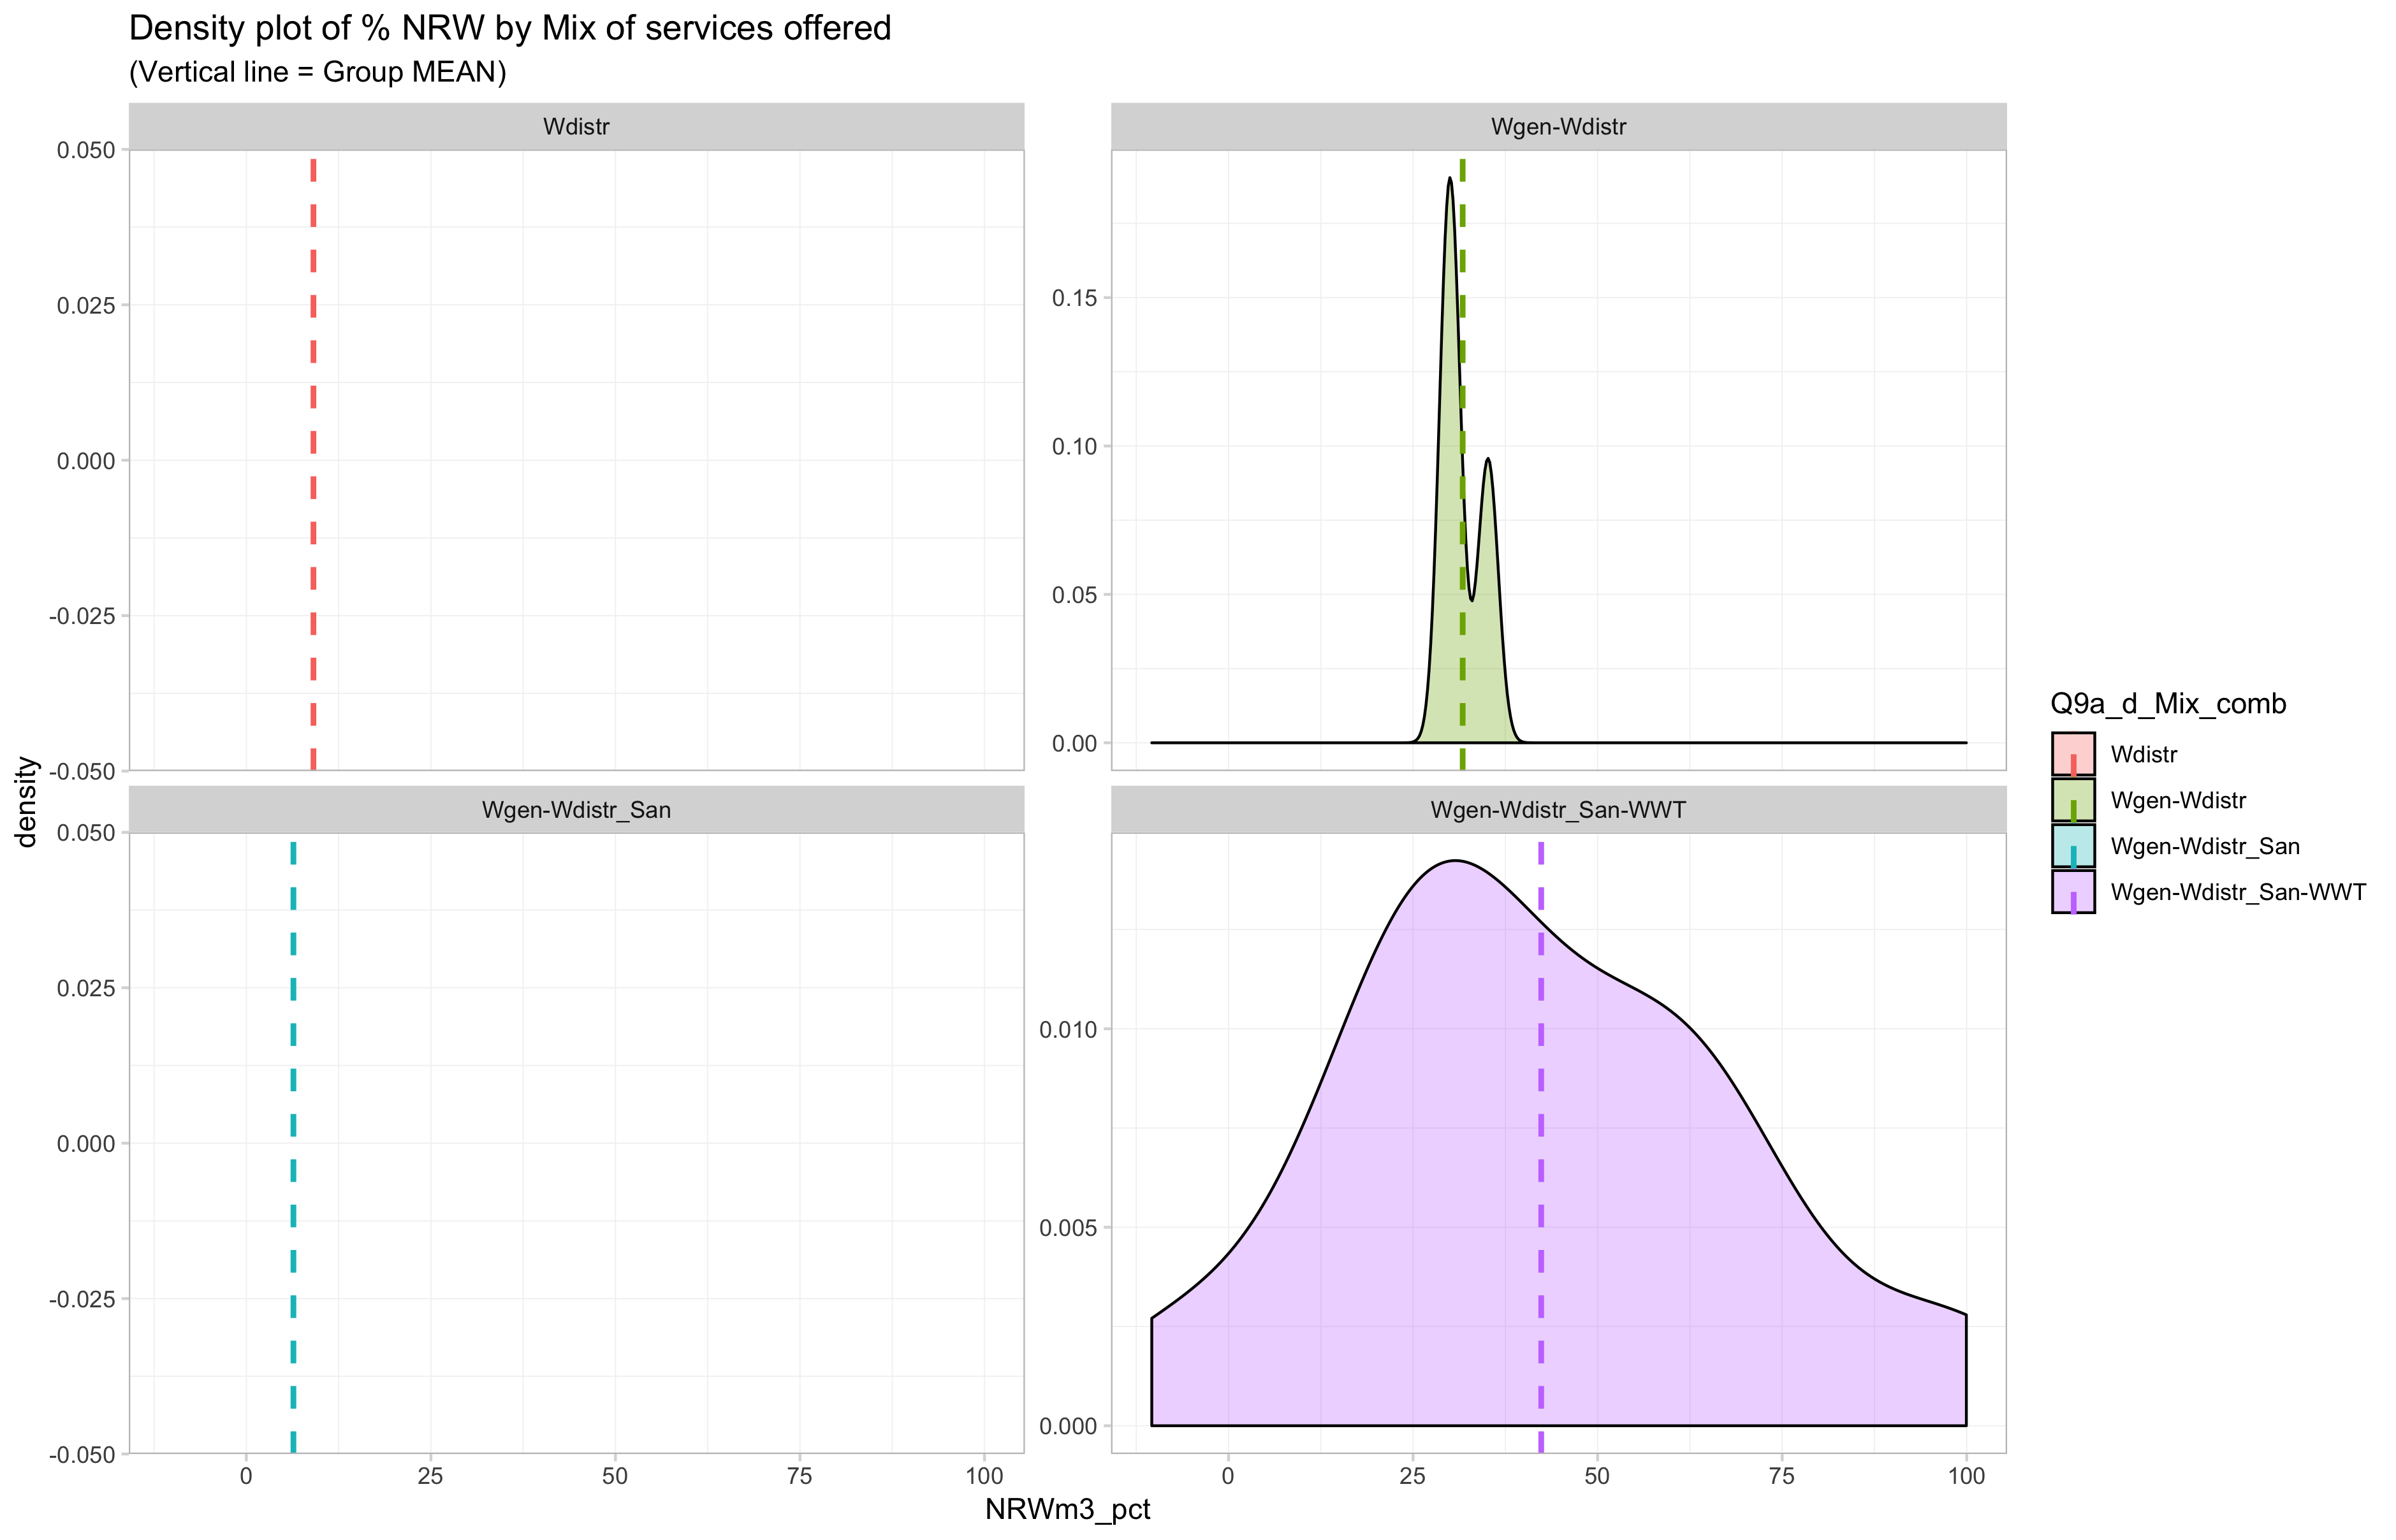 Density plot of % NRW by Mix of services offered
(Vertical line = Group MEAN)
Wdistr
Wgen-Wdistr
0.050
0.025
0.000
-0.025
-0.050
0.15
0.10
0.05
0.00
Wgen-Wdistr_San
Wgen-Wdistr_San-WWT
0.050
0.025
0.000
-0.025
-0.050
0.010
0.005
0.000
0 25 50 75 100
0 25 50 75 100
NRWm3_pct
density
Q9a_d_Mix_comb
Wdistr
Wgen-Wdistr
Wgen-Wdistr_San
Wgen-Wdistr_San-WWT